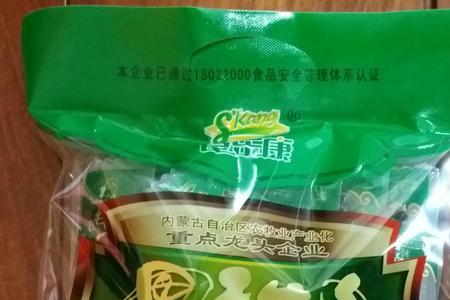 本企业已通过ISO22000食品安全管理体系认证
Kang®
康
内蒙古自治区农牧业产业化
重点龙头企业